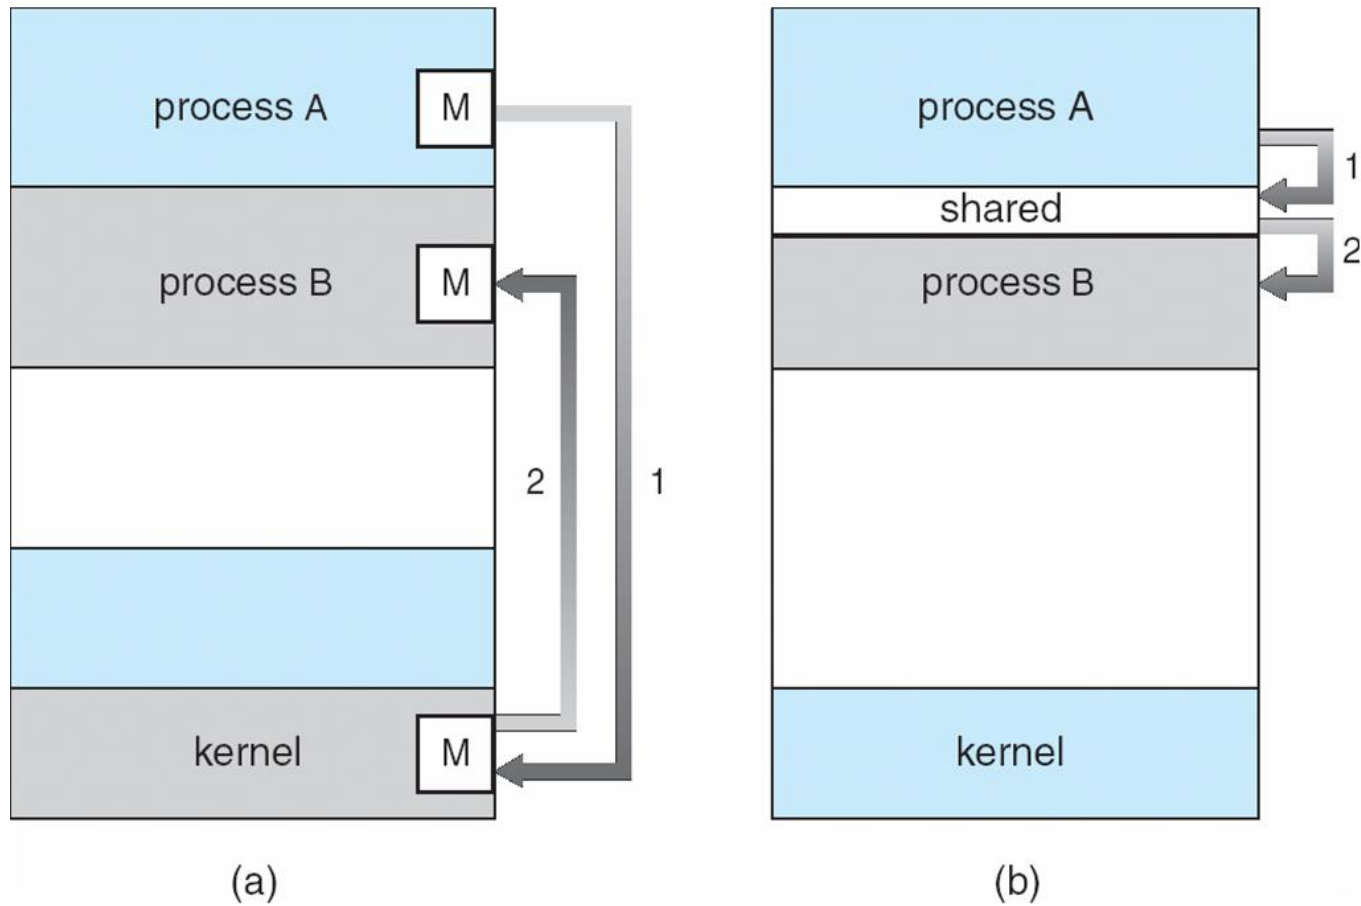 process A
M
process B
M
2
1
kernel
M
(a)
process A
1
shared
2
process B
kernel
(b)